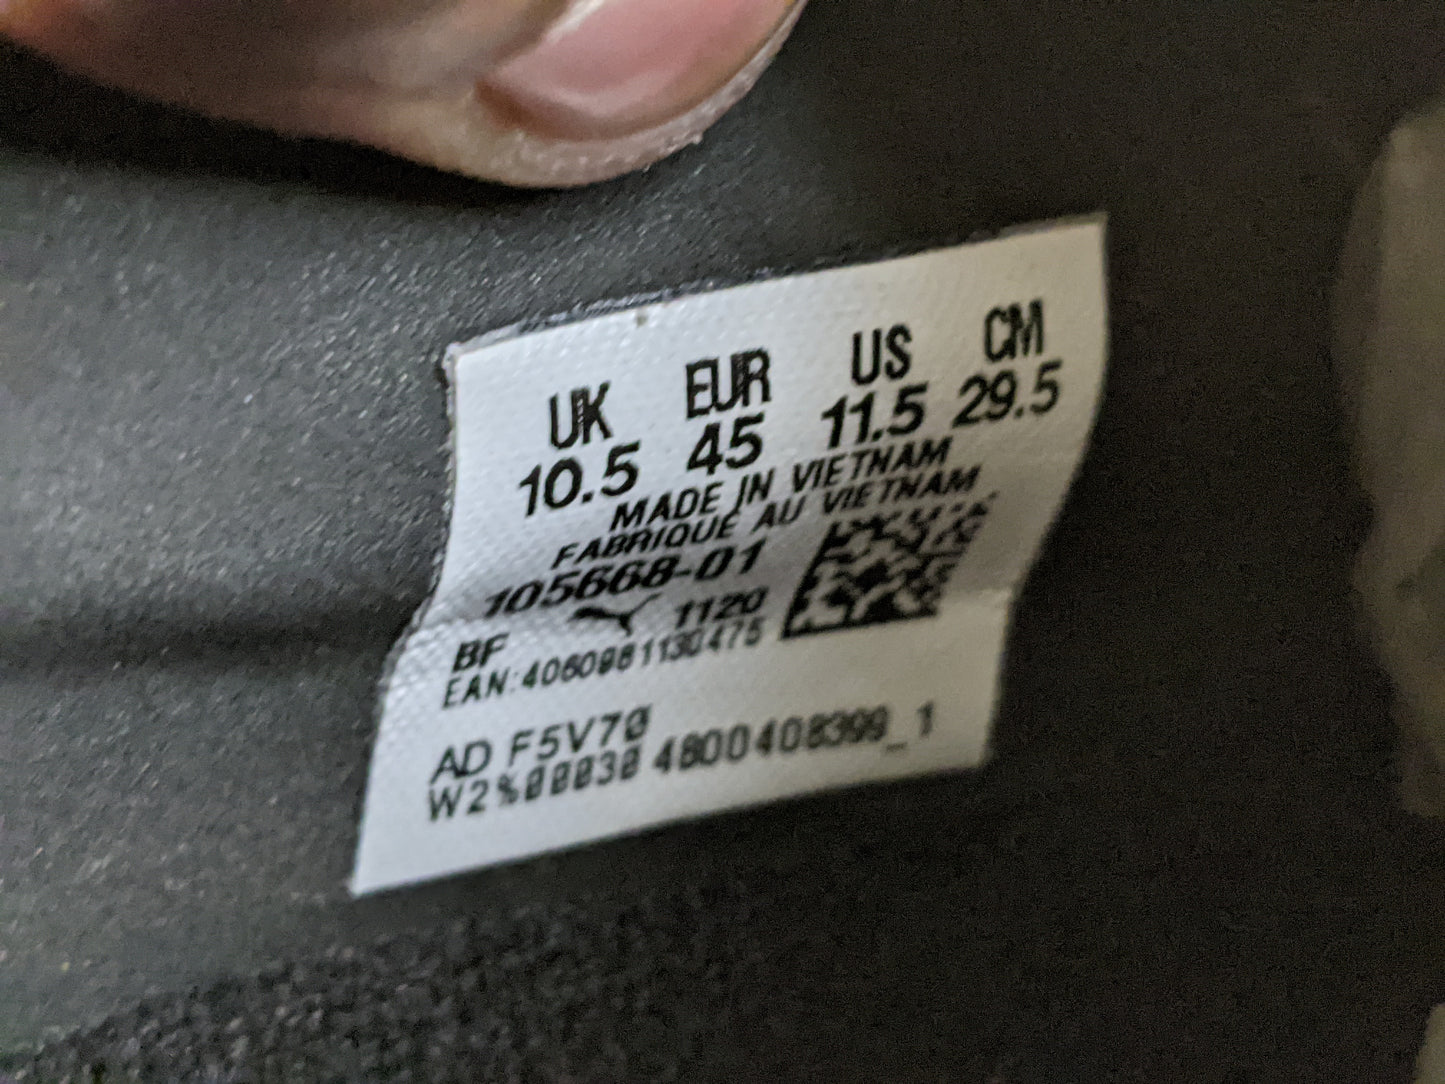 UK EUR US CM
10.5 45 11.5 29.5
MADE IN VIETNAM
FABRIQUÉ AU VIETNAM
105668-01
BF 1120
EAN:4060981130475
AD F5V70
W2%00030 4800408399_1